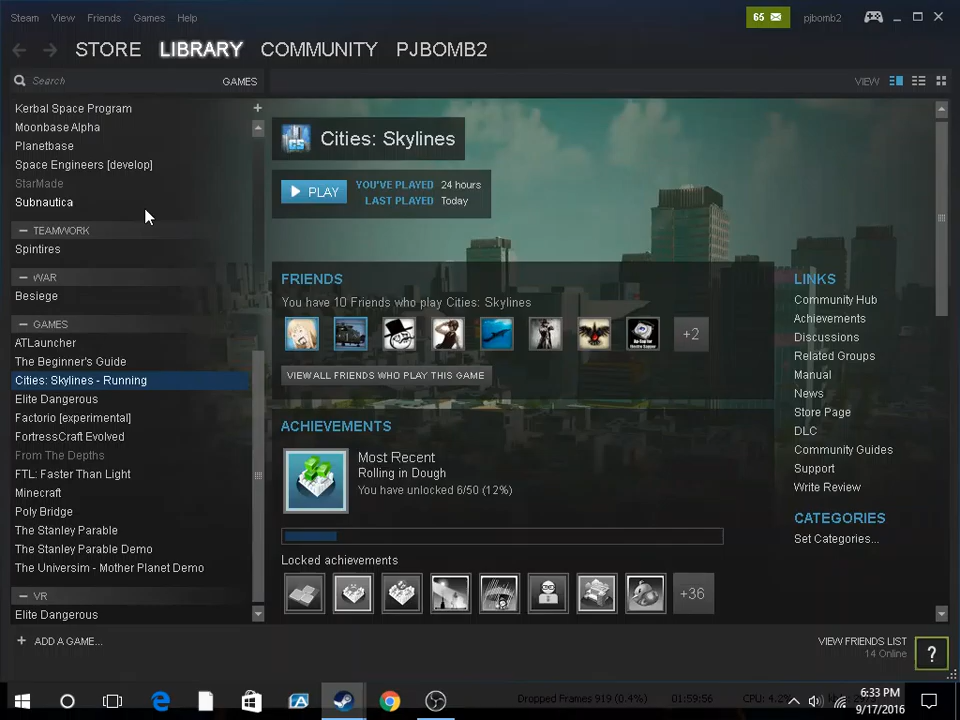 Steam View Friends Games Help
65
pjbomb2
STORE LIBRARY COMMUNITY PJBOMB2
Search
GAMES
VIEW
Kerbal Space Program
Moonbase Alpha
Planetbase
Space Engineers [develop]
StarMade
Subnautica
TEAMWORK
Spintires
WAR
Besiege
GAMES
ATLauncher
The Beginner's Guide
Cities: Skylines - Running
Elite Dangerous
Factorio [experimental]
FortressCraft Evolved
From The Depths
FTL: Faster Than Light
Minecraft
Poly Bridge
The Stanley Parable
The Stanley Parable Demo
The Universim - Mother Planet Demo
VR
Elite Dangerous
ADD A GAME...
CS
Cities: Skylines
PLAY
YOU'VE PLAYED 24 hours
LAST PLAYED Today
FRIENDS
You have 10 Friends who play Cities: Skylines
+2
VIEW ALL FRIENDS WHO PLAY THIS GAME
ACHIEVEMENTS
Most Recent
Rolling in Dough
You have unlocked 6/50 (12%)
Locked achievements
+36
LINKS
Community Hub
Achievements
Discussions
Related Groups
Manual
News
Store Page
DLC
Community Guides
Support
Write Review
CATEGORIES
Set Categories...
VIEW FRIENDS LIST
14 Online
?
Dropped Frames 919 (0.4%) 01:59:56 CPU: 4.2%
6:33 PM
9/17/2016